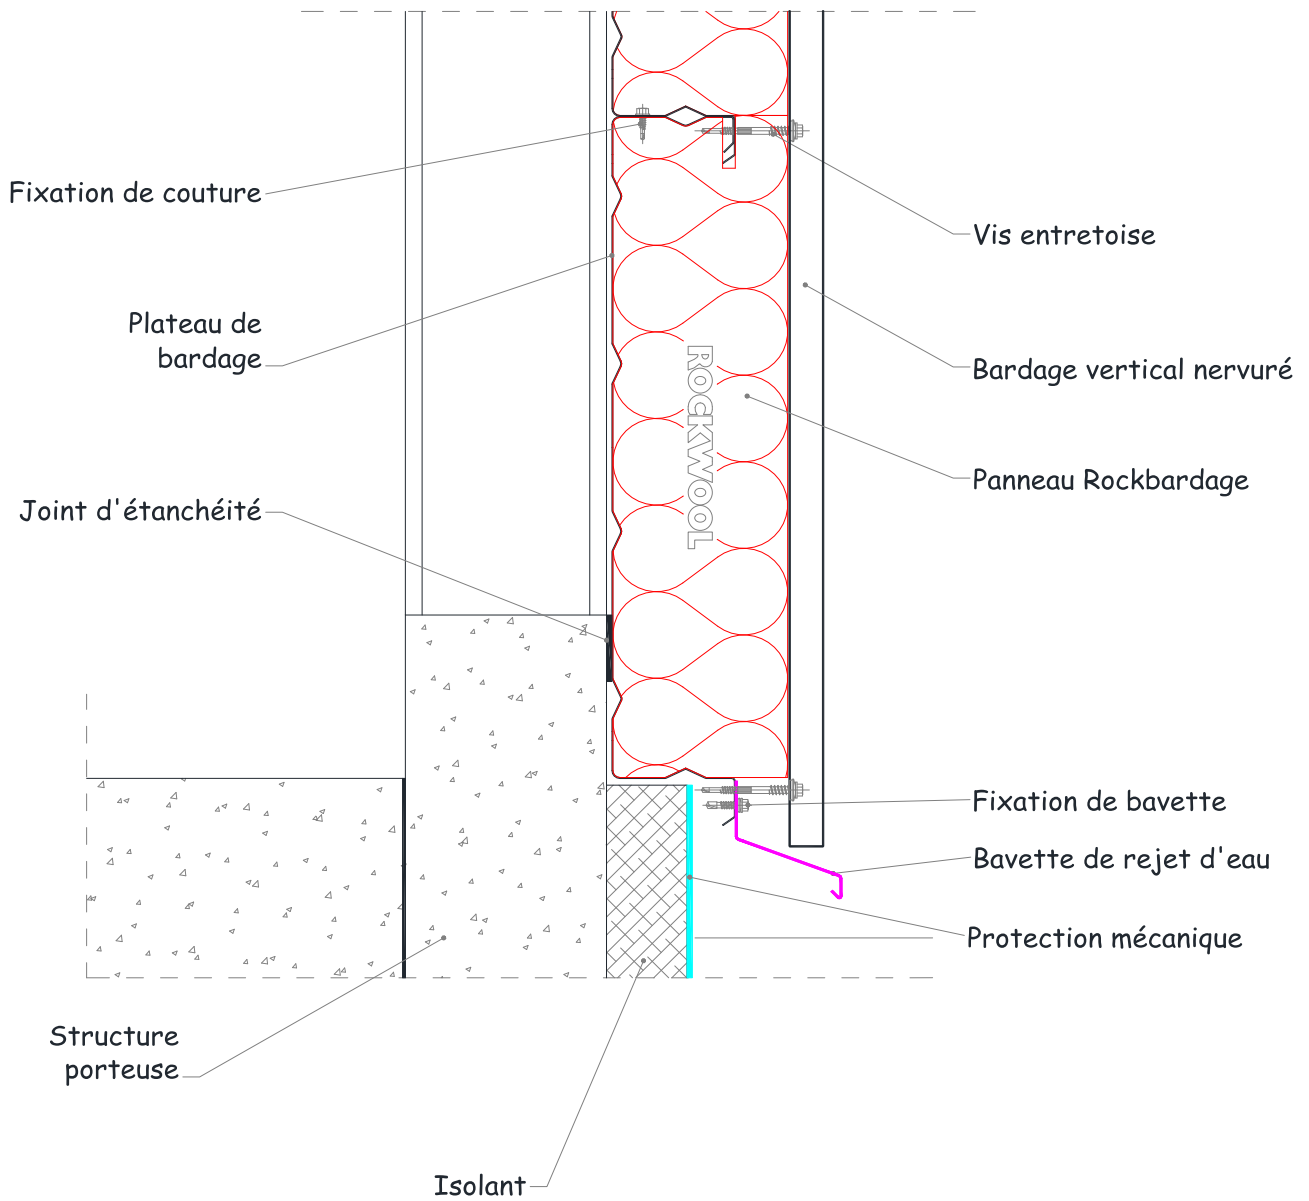 Fixation de couture
Vis entretoise
Plateau de
bardage
Bardage vertical nervuré
ROCKWOOL
Panneau Rockbardage
Joint d'étanchéité
Fixation de bavette
Bavette de rejet d'eau
Protection mécanique
Structure
porteuse
Isolant